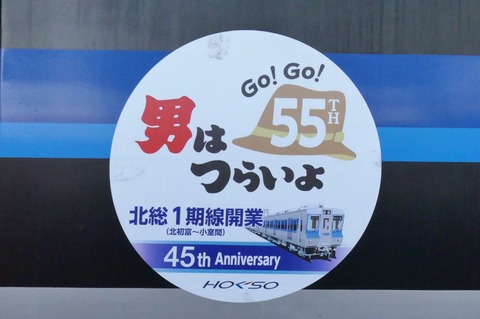 Go! Go!
55TH
男は
つらいよ
北総1期線開業
(北初富〜小室間)
45th Anniversary
HOKSO